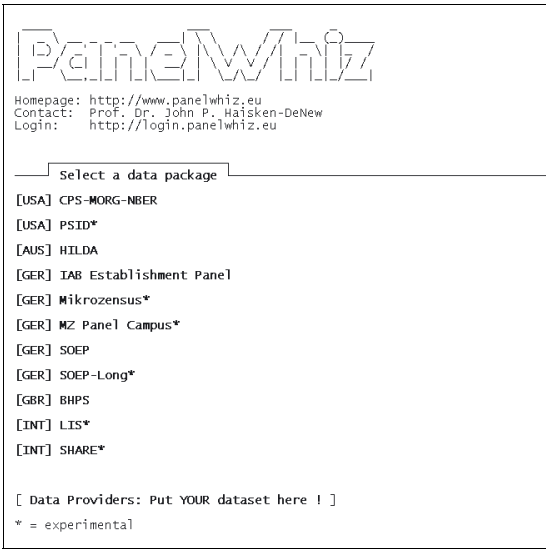 PanelWhiz
Homepage: http://www.panelwhiz.eu
Contact: Prof. Dr. John P. Haisken-DeNew
Login: http://login.panelwhiz.eu
Select a data package
[USA] CPS-MORG-NBER
[USA] PSID*
[AUS] HILDA
[GER] IAB Establishment Panel
[GER] Mikrozensus*
[GER] MZ Panel Campus*
[GER] SOEP
[GER] SOEP-Long*
[GBR] BHPS
[INT] LIS*
[INT] SHARE*
[ Data Providers: Put YOUR dataset here ! ]
* = experimental